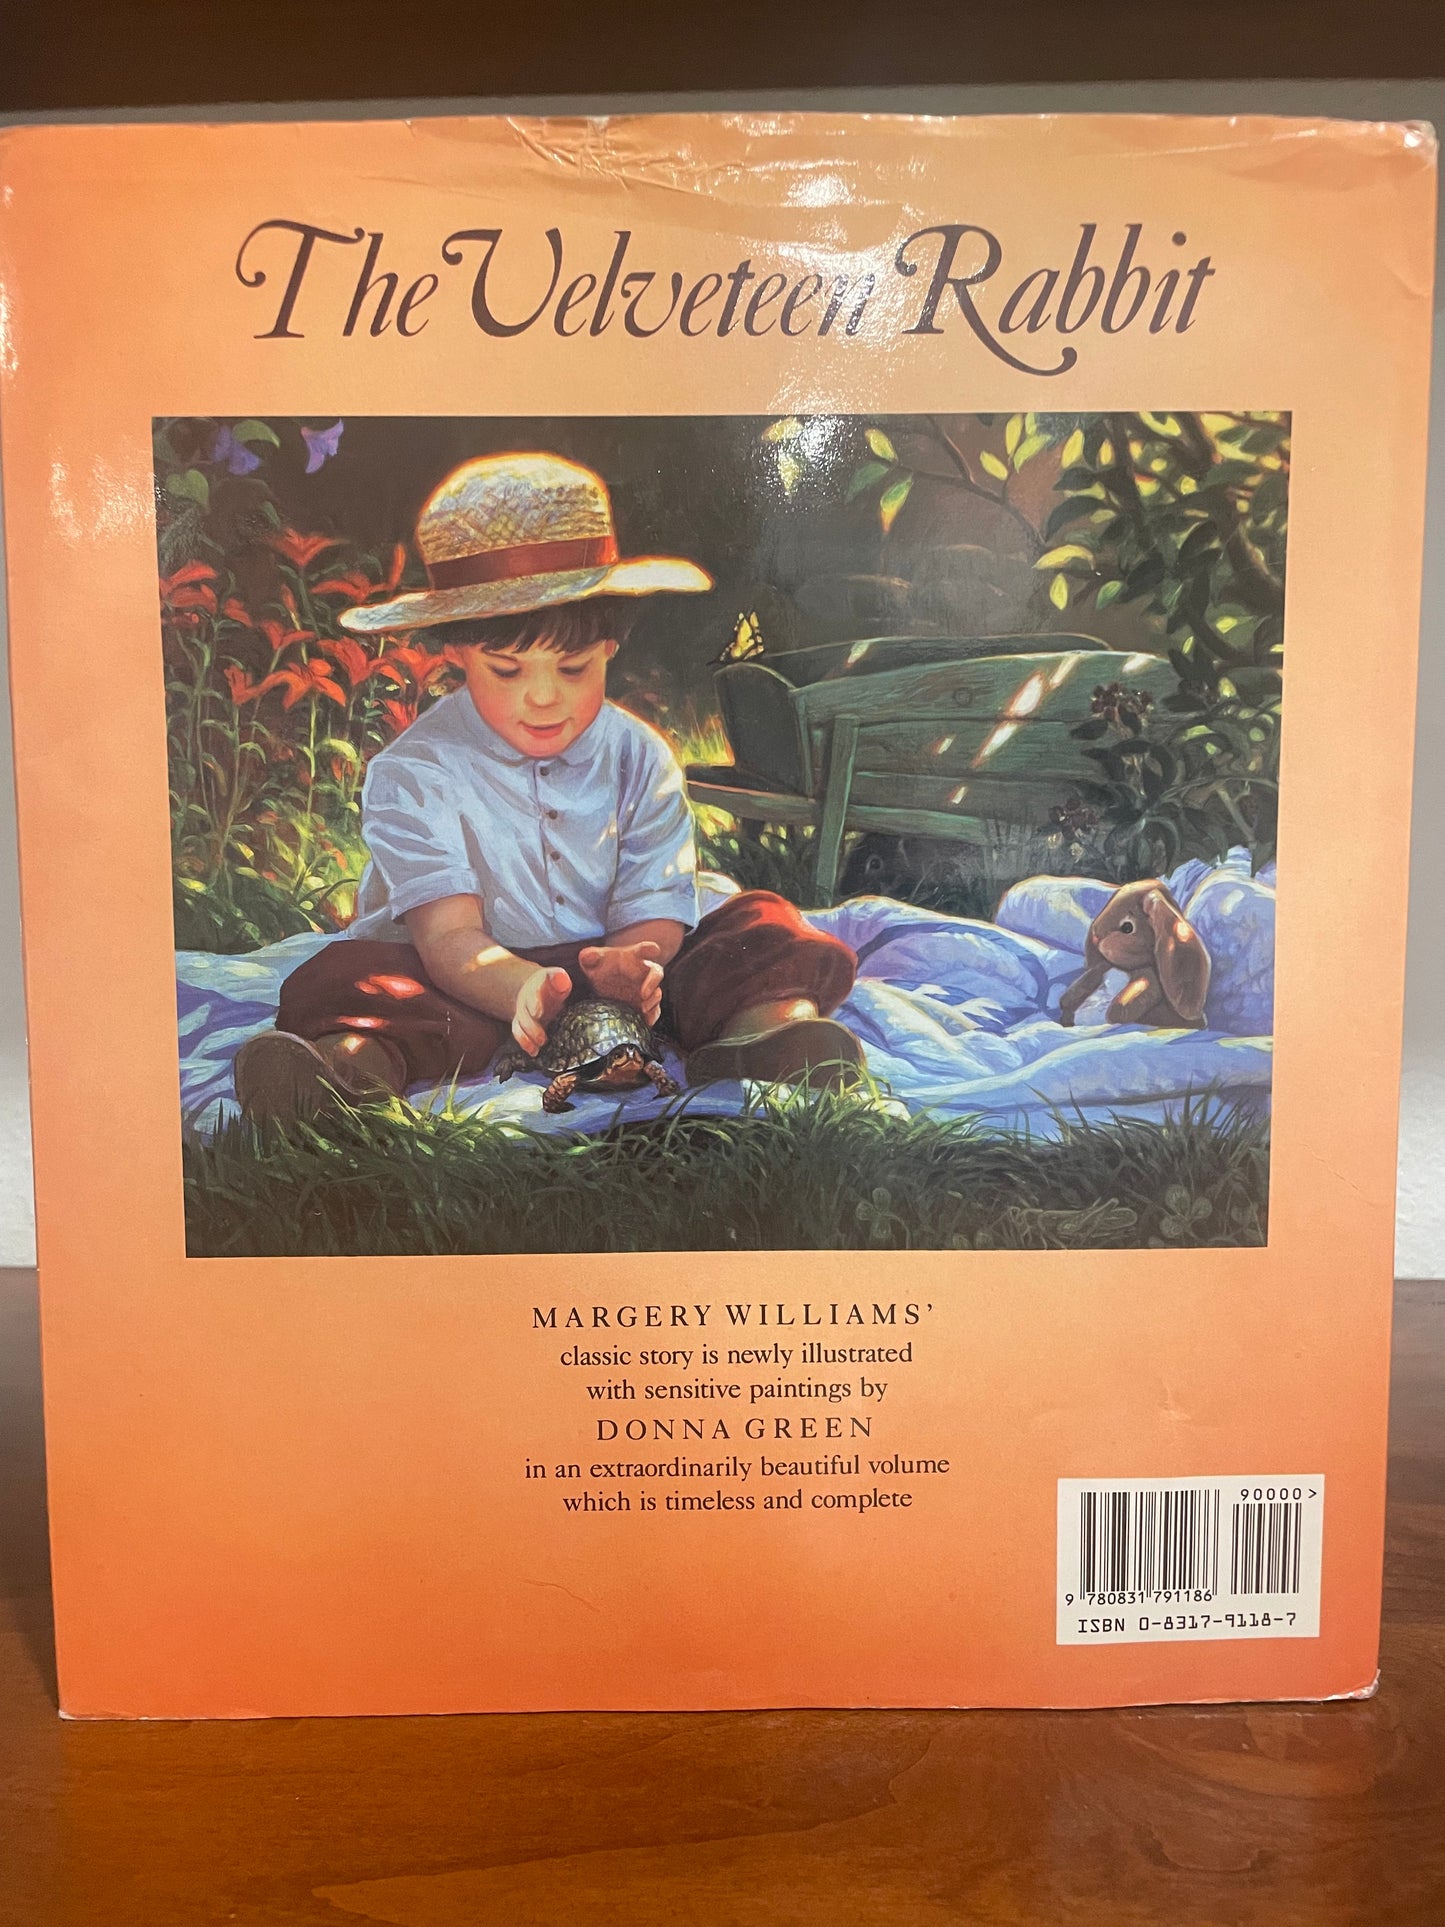 The Velveteen Rabbit
MARGERY WILLIAMS’
classic story is newly illustrated
with sensitive paintings by
DONNA GREEN
in an extraordinarily beautiful volume
which is timeless and complete
90000>
9 780831 791186
ISBN 0-8317-9118-7